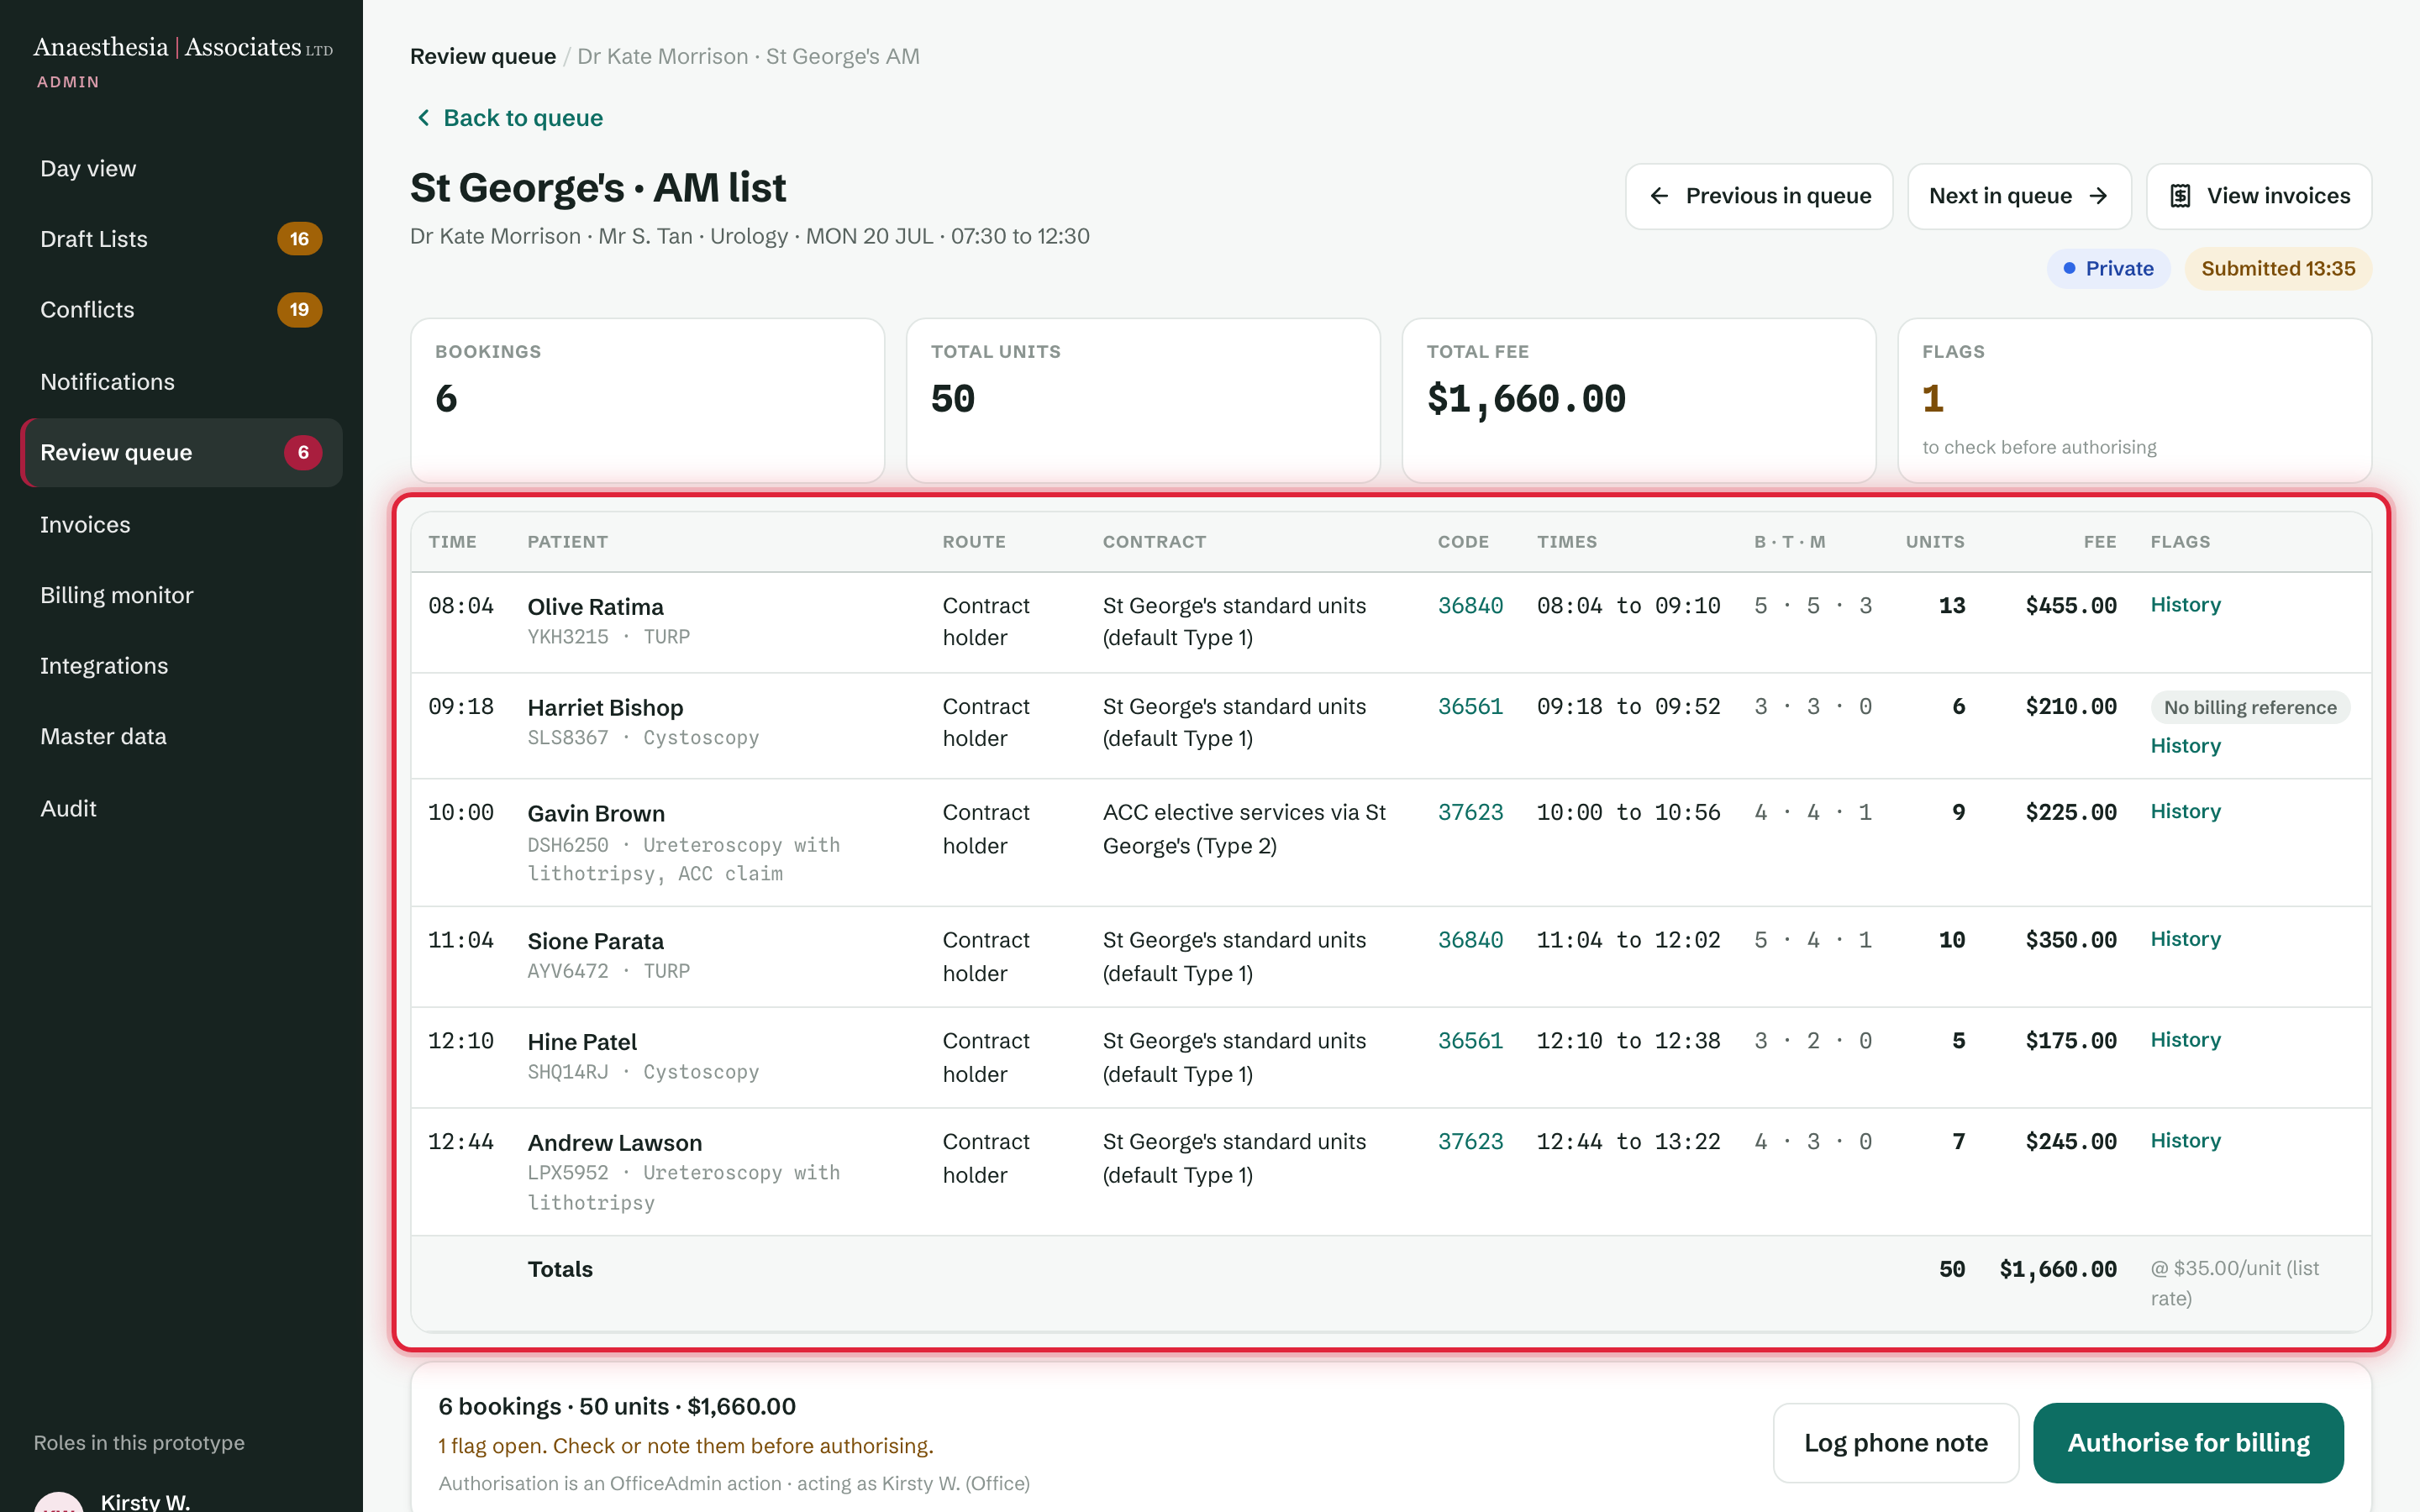 Anaesthesia | Associates LTD
ADMIN
Day view
Draft Lists 16
Conflicts 19
Notifications
Review queue 6
Invoices
Billing monitor
Integrations
Master data
Audit
Roles in this prototype
Kirsty W.
Review queue / Dr Kate Morrison · St George's AM
Back to queue
St George's · AM list
Dr Kate Morrison · Mr S. Tan · Urology · MON 20 JUL · 07:30 to 12:30
Previous in queue
Next in queue
View invoices
Private
Submitted 13:35
BOOKINGS
6
TOTAL UNITS
50
TOTAL FEE
$1,660.00
FLAGS
1
to check before authorising
TIME PATIENT ROUTE CONTRACT CODE TIMES B · T · M UNITS FEE FLAGS
08:04 Olive Ratima Contract St George's standard units 36840 08:04 to 09:10 5 · 5 · 3 13 $455.00 History
YKH3215 · TURP holder (default Type 1)
09:18 Harriet Bishop Contract St George's standard units 36561 09:18 to 09:52 3 · 3 · 0 6 $210.00 No billing reference
SLS8367 · Cystoscopy holder (default Type 1) History
10:00 Gavin Brown Contract ACC elective services via St 37623 10:00 to 10:56 4 · 4 · 1 9 $225.00 History
DSH6250 · Ureteroscopy with holder George's (Type 2)
lithotripsy, ACC claim
11:04 Sione Parata Contract St George's standard units 36840 11:04 to 12:02 5 · 4 · 1 10 $350.00 History
AYV6472 · TURP holder (default Type 1)
12:10 Hine Patel Contract St George's standard units 36561 12:10 to 12:38 3 · 2 · 0 5 $175.00 History
SHQ14RJ · Cystoscopy holder (default Type 1)
12:44 Andrew Lawson Contract St George's standard units 37623 12:44 to 13:22 4 · 3 · 0 7 $245.00 History
LPX5952 · Ureteroscopy with holder (default Type 1)
lithotripsy
Totals 50 $1,660.00 @ $35.00/unit (list
rate)
6 bookings · 50 units · $1,660.00
1 flag open. Check or note them before authorising.
Authorisation is an OfficeAdmin action · acting as Kirsty W. (Office)
Log phone note
Authorise for billing